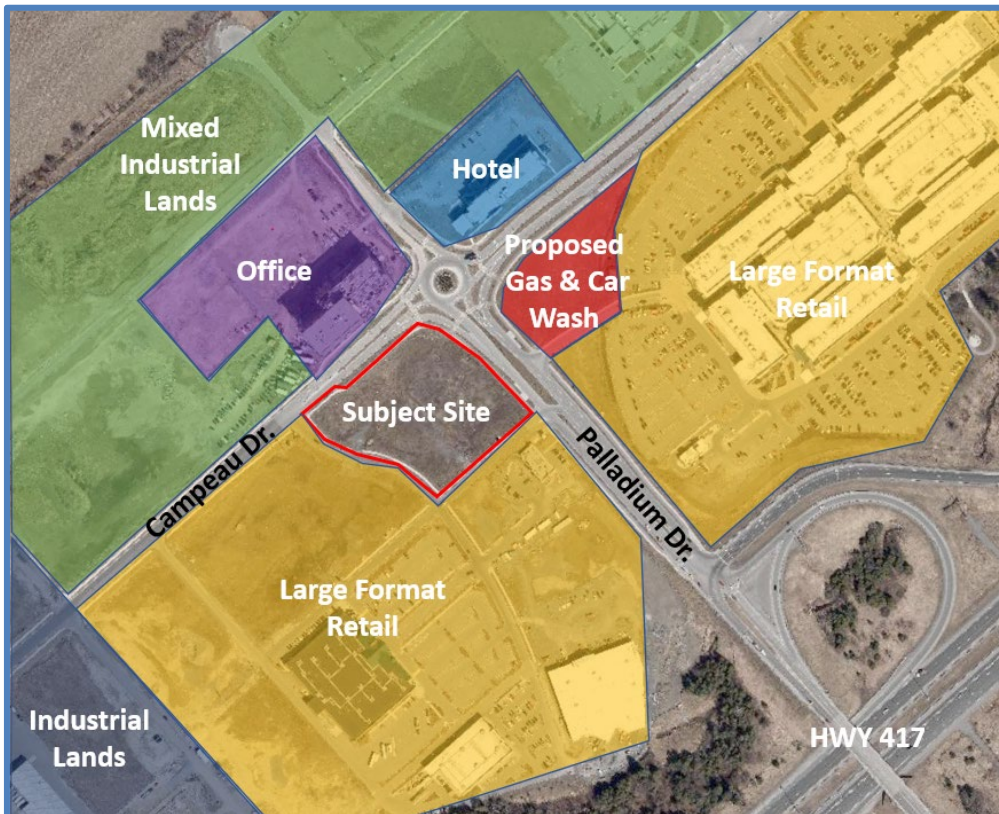 Mixed
Industrial
Lands
Hotel
Office
Proposed
Gas & Car
Wash
Large Format
Retail
Subject Site
Campeau Dr.
Palladium Dr.
Large Format
Retail
Industrial
Lands
HWY 417